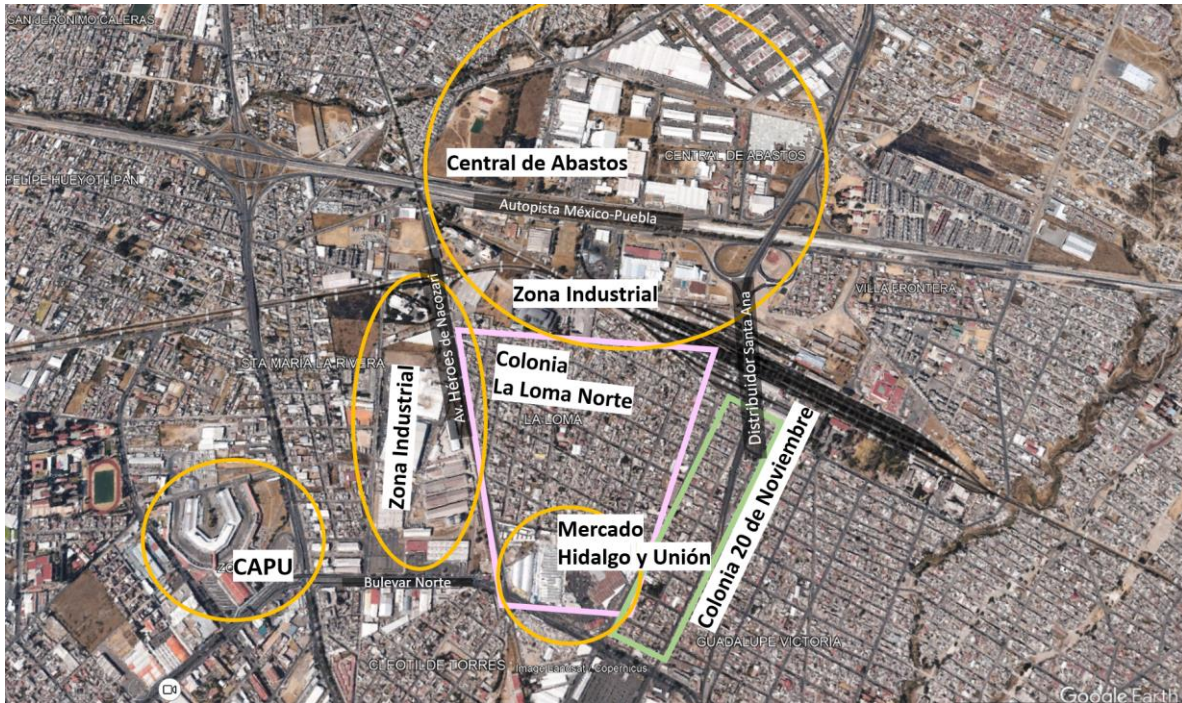 SAN JERÓNIMO CALERAS
Central de Abastos
CENTRAL DE ABASTOS
FELIPE HUEYOTLIPAN
Autopista México-Puebla
Zona Industrial
VILLA FRONTERA
Av. Héroes de Nacozari
STA MARÍA LA RIVERA
Colonia
La Loma Norte
LA LOMA
Zona Industrial
Distribuidor Santa Ana
Colonia 20 de Noviembre
Mercado
Hidalgo y Unión
CAPU
Bulevar Norte
GUADALUPE VICTORIA
CLEOTILDE TORRES
Image Landsat / Copernicus
Google Earth